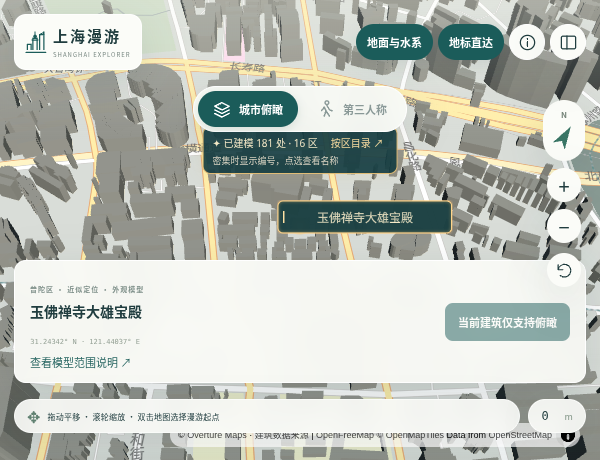 上海漫游
SHANGHAI EXPLORER
地面与水系
地标直达
长寿路
城市俯瞰
第三人称
N
✦ 已建模 181 处 · 16 区 按区目录 ↗
密集时显示编号，点选查看名称
玉佛禅寺大雄宝殿
+
−
普陀区 · 近似定位 · 外观模型
玉佛禅寺大雄宝殿
31.24342° N · 121.44037° E
查看模型范围说明 ↗
当前建筑仅支持俯瞰
拖动平移 · 滚轮缩放 · 双击地图选择漫游起点
0 m
和
街
© Overture Maps · 建筑数据来源 | OpenFreeMap © OpenMapTiles Data from OpenStreetMap